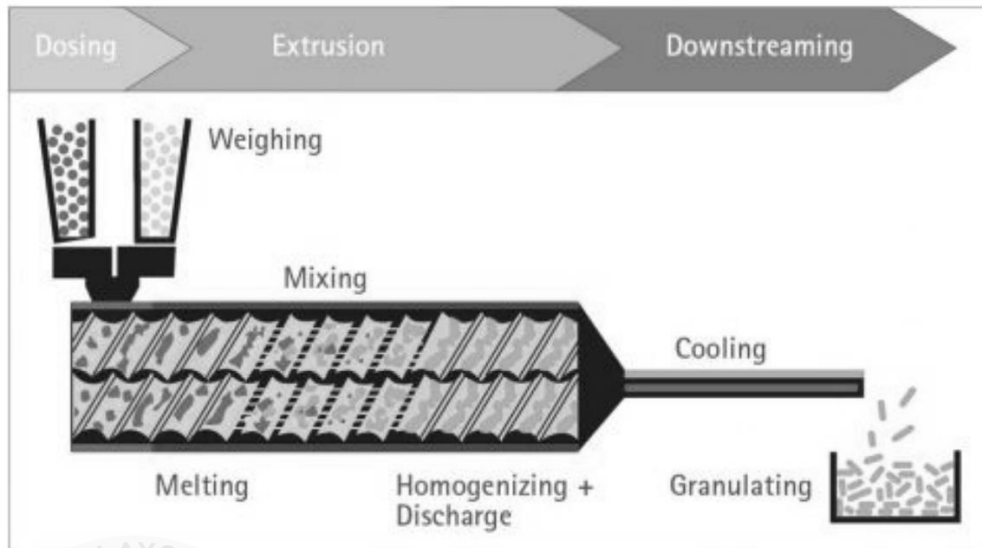 Dosing
Extrusion
Downstreaming
Weighing
Mixing
Cooling
Melting
Homogenizing +
Discharge
Granulating